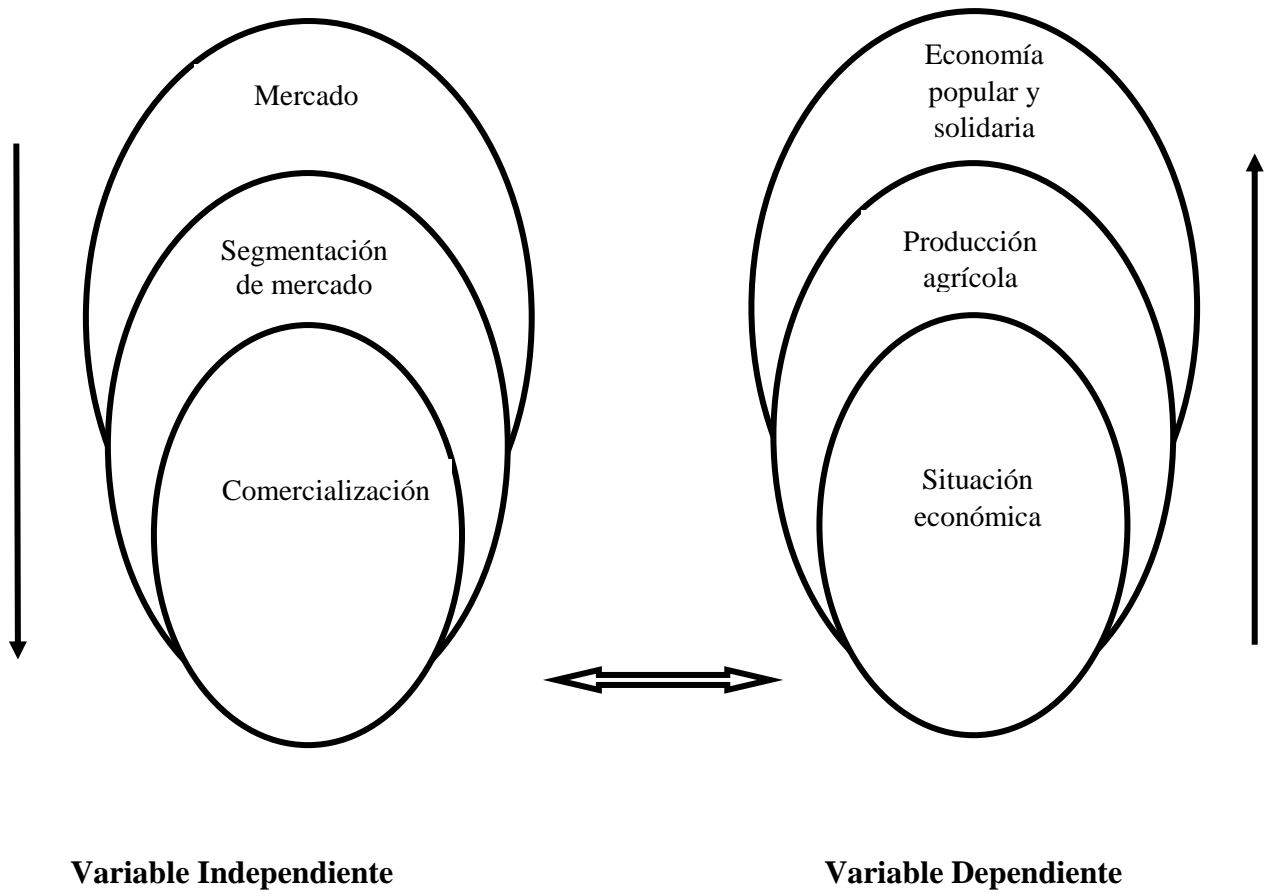 Mercado
Segmentación
de mercado
Comercialización
Economía
popular y
solidaria
Producción
agrícola
Situación
económica
Variable Independiente
Variable Dependiente